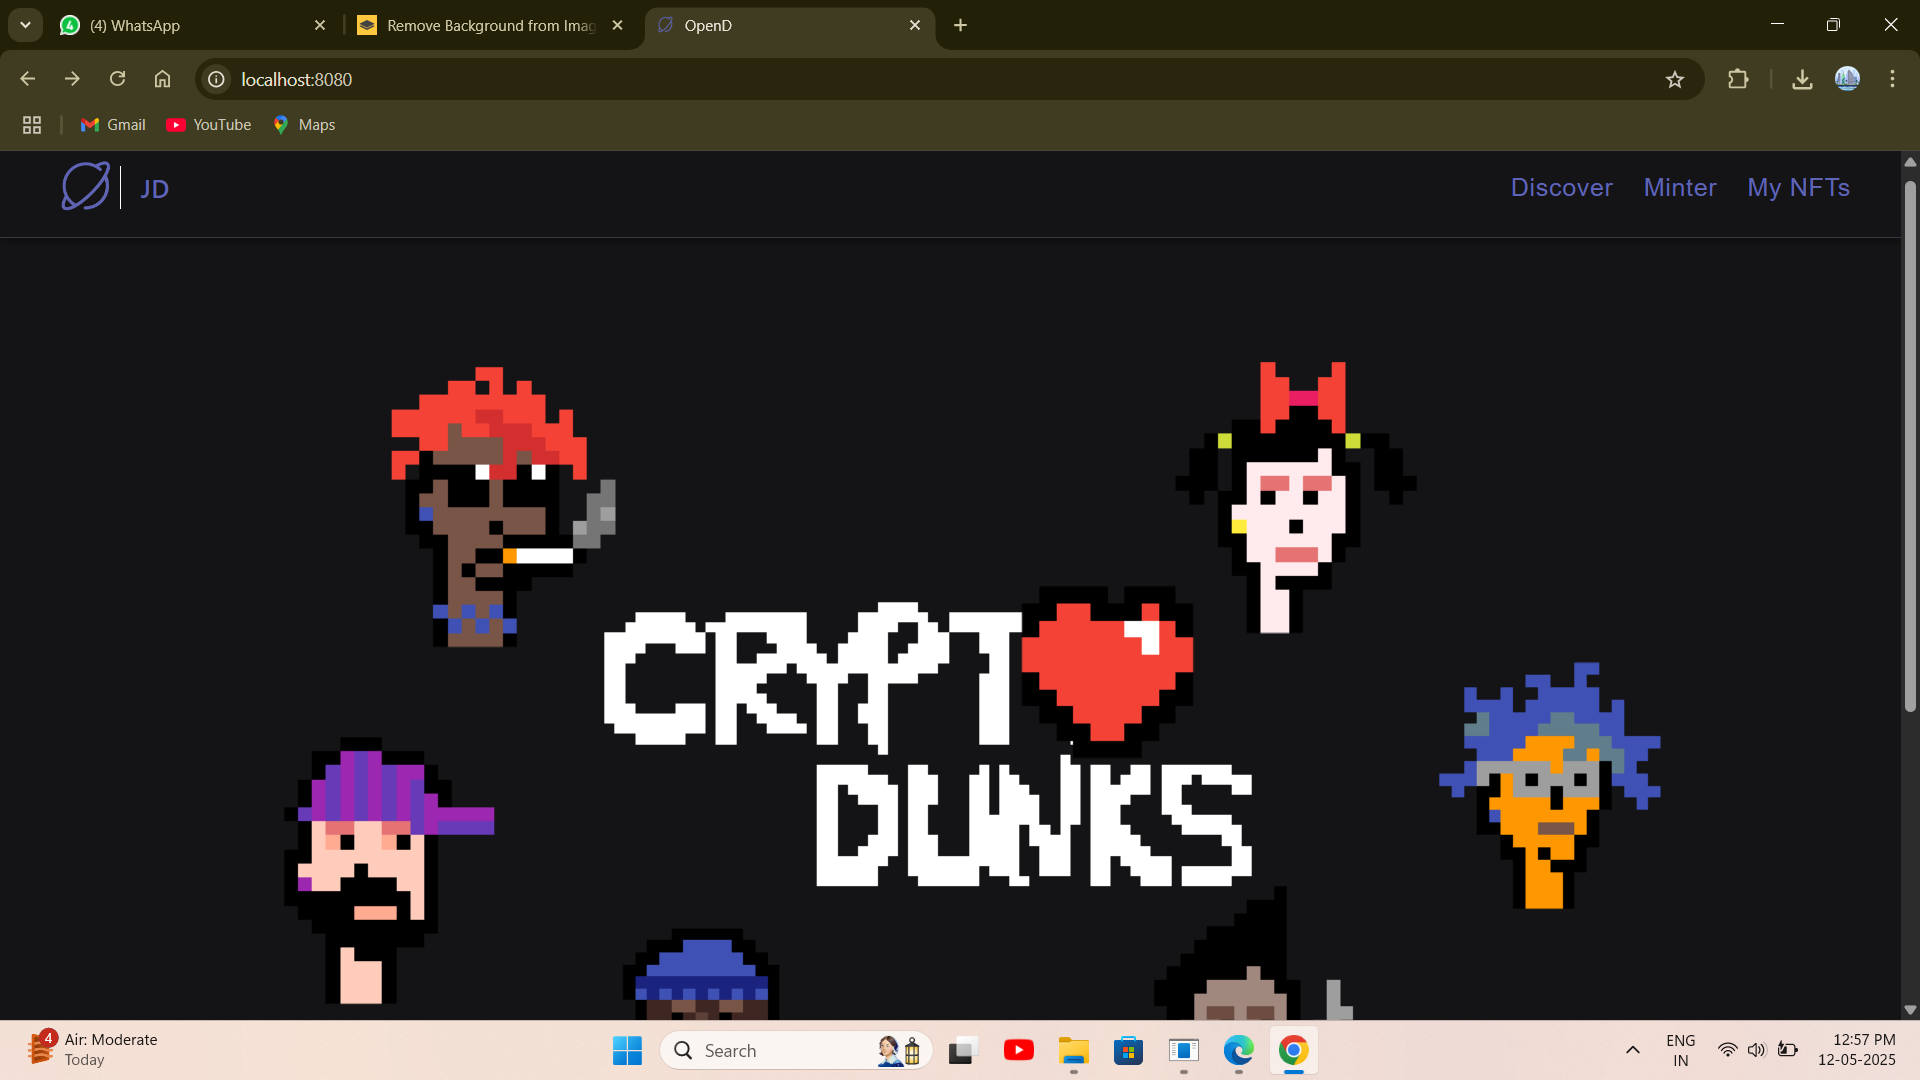 (4) WhatsApp
Remove Background from Imag
OpenD
localhost:8080
Gmail
YouTube
Maps
JD
Discover
Minter
My NFTs
CRYPT
DUNKS
4
Air: Moderate
Today
Search
ENG
IN
12:57 PM
12-05-2025